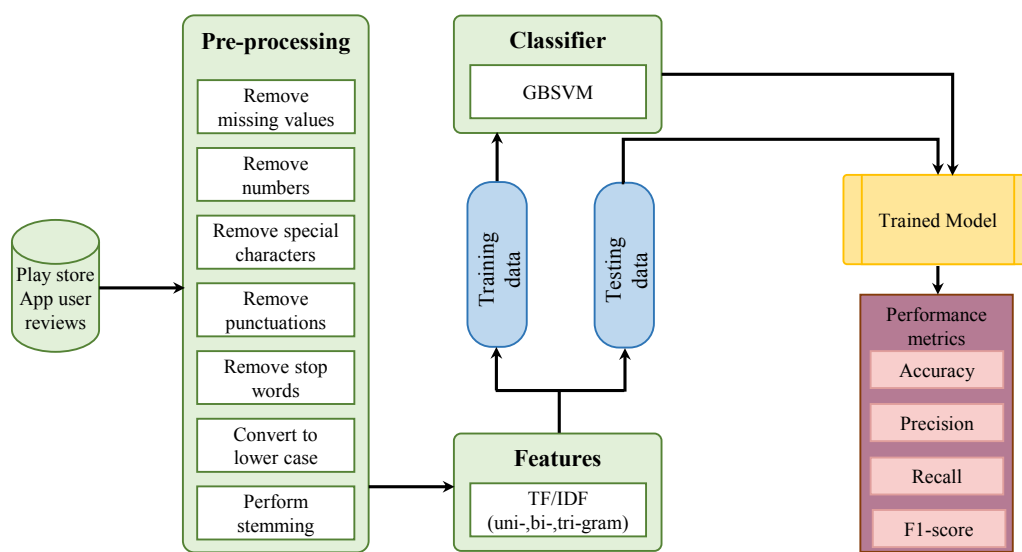 Play store
App user
reviews
Pre-processing
Remove
missing values
Remove
numbers
Remove special
characters
Remove
punctuations
Remove stop
words
Convert to
lower case
Perform
stemming
Features
TF/IDF
(uni-,bi-,tri-gram)
Training
data
Testing
data
Classifier
GBSVM
Trained Model
Performance
metrics
Accuracy
Precision
Recall
F1-score